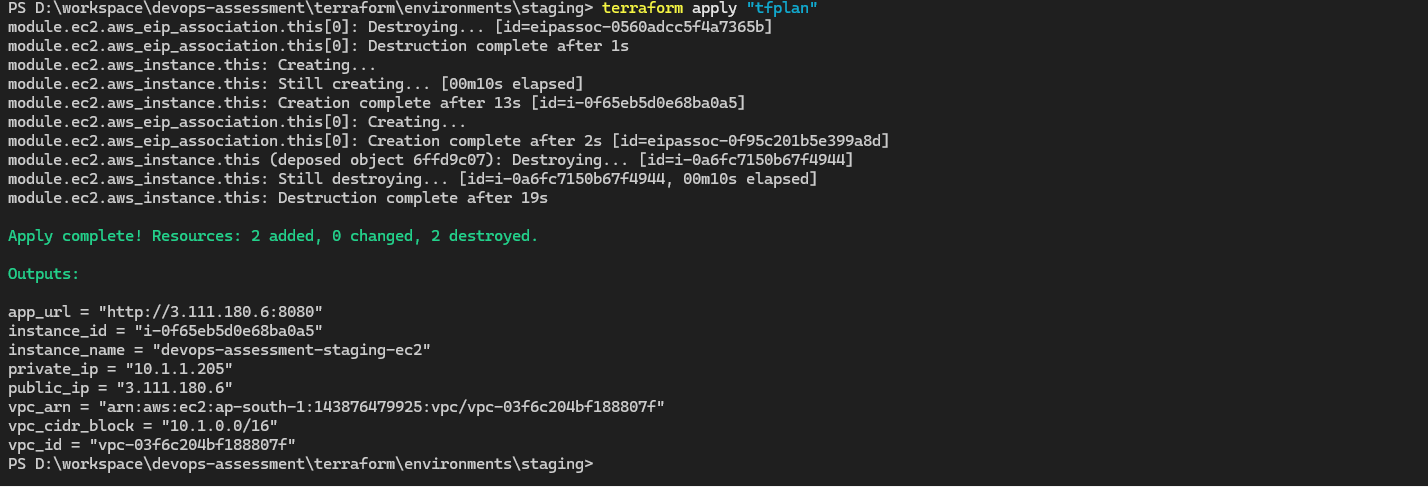 PS D:\workspace\devops-assessment\terraform\environments\staging> terraform apply "tfplan"
module.ec2.aws_eip_association.this[0]: Destroying... [id=eipassoc-0560adcc5f4a7365b]
module.ec2.aws_eip_association.this[0]: Destruction complete after 1s
module.ec2.aws_instance.this: Creating...
module.ec2.aws_instance.this: Still creating... [00m10s elapsed]
module.ec2.aws_instance.this: Creation complete after 13s [id=i-0f65eb5d0e68ba0a5]
module.ec2.aws_eip_association.this[0]: Creating...
module.ec2.aws_eip_association.this[0]: Creation complete after 2s [id=eipassoc-0f95c201b5e399a8d]
module.ec2.aws_instance.this (deposed object 6ffd9c07): Destroying... [id=i-0a6fc7150b67f4944]
module.ec2.aws_instance.this: Still destroying... [id=i-0a6fc7150b67f4944, 00m10s elapsed]
module.ec2.aws_instance.this: Destruction complete after 19s
Apply complete! Resources: 2 added, 0 changed, 2 destroyed.
Outputs:
app_url = "http://3.111.180.6:8080"
instance_id = "i-0f65eb5d0e68ba0a5"
instance_name = "devops-assessment-staging-ec2"
private_ip = "10.1.1.205"
public_ip = "3.111.180.6"
vpc_arn = "arn:aws:ec2:ap-south-1:143876479925:vpc/vpc-03f6c204bf188807f"
vpc_cidr_block = "10.1.0.0/16"
vpc_id = "vpc-03f6c204bf188807f"
PS D:\workspace\devops-assessment\terraform\environments\staging>